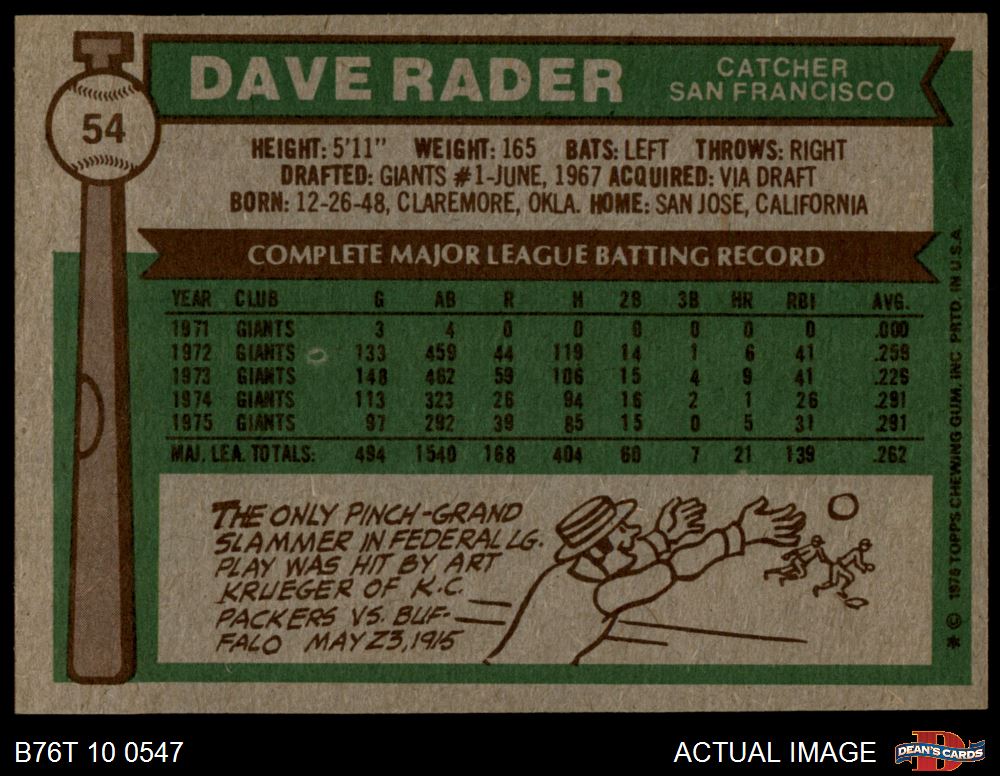 54
DAVE RADER
CATCHER
SAN FRANCISCO
HEIGHT: 5'11" WEIGHT: 165 BATS: LEFT THROWS: RIGHT
DRAFTED: GIANTS #1-JUNE, 1967 ACQUIRED: VIA DRAFT
BORN: 12-26-48, CLAREMORE, OKLA. HOME: SAN JOSE, CALIFORNIA
COMPLETE MAJOR LEAGUE BATTING RECORD
YEAR CLUB G AB R H 2B 3B HR RBI AVG.
1971 GIANTS 3 4 0 0 0 0 0 0 .000
1972 GIANTS 133 459 44 119 14 1 6 41 .259
1973 GIANTS 148 462 59 106 15 4 9 41 .226
1974 GIANTS 113 323 26 94 16 2 1 26 .291
1975 GIANTS 97 292 39 85 15 0 5 31 .291
MAJ. LEA. TOTALS: 494 1540 168 404 60 7 21 139 .262
THE ONLY PINCH-GRAND
SLAMMER IN FEDERAL LG.
PLAY WAS HIT BY ART
KRUEGER OF K.C.
PACKERS VS. BUF-
FALO MAY 23, 1915
* © 1976 TOPPS CHEWING GUM, INC PRTD. IN U.S.A.
B76T 10 0547
ACTUAL IMAGE
D
DEAN'S CARDS